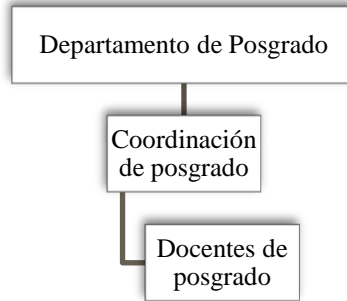 Departamento de Posgrado
Coordinación
de posgrado
Docentes de
posgrado